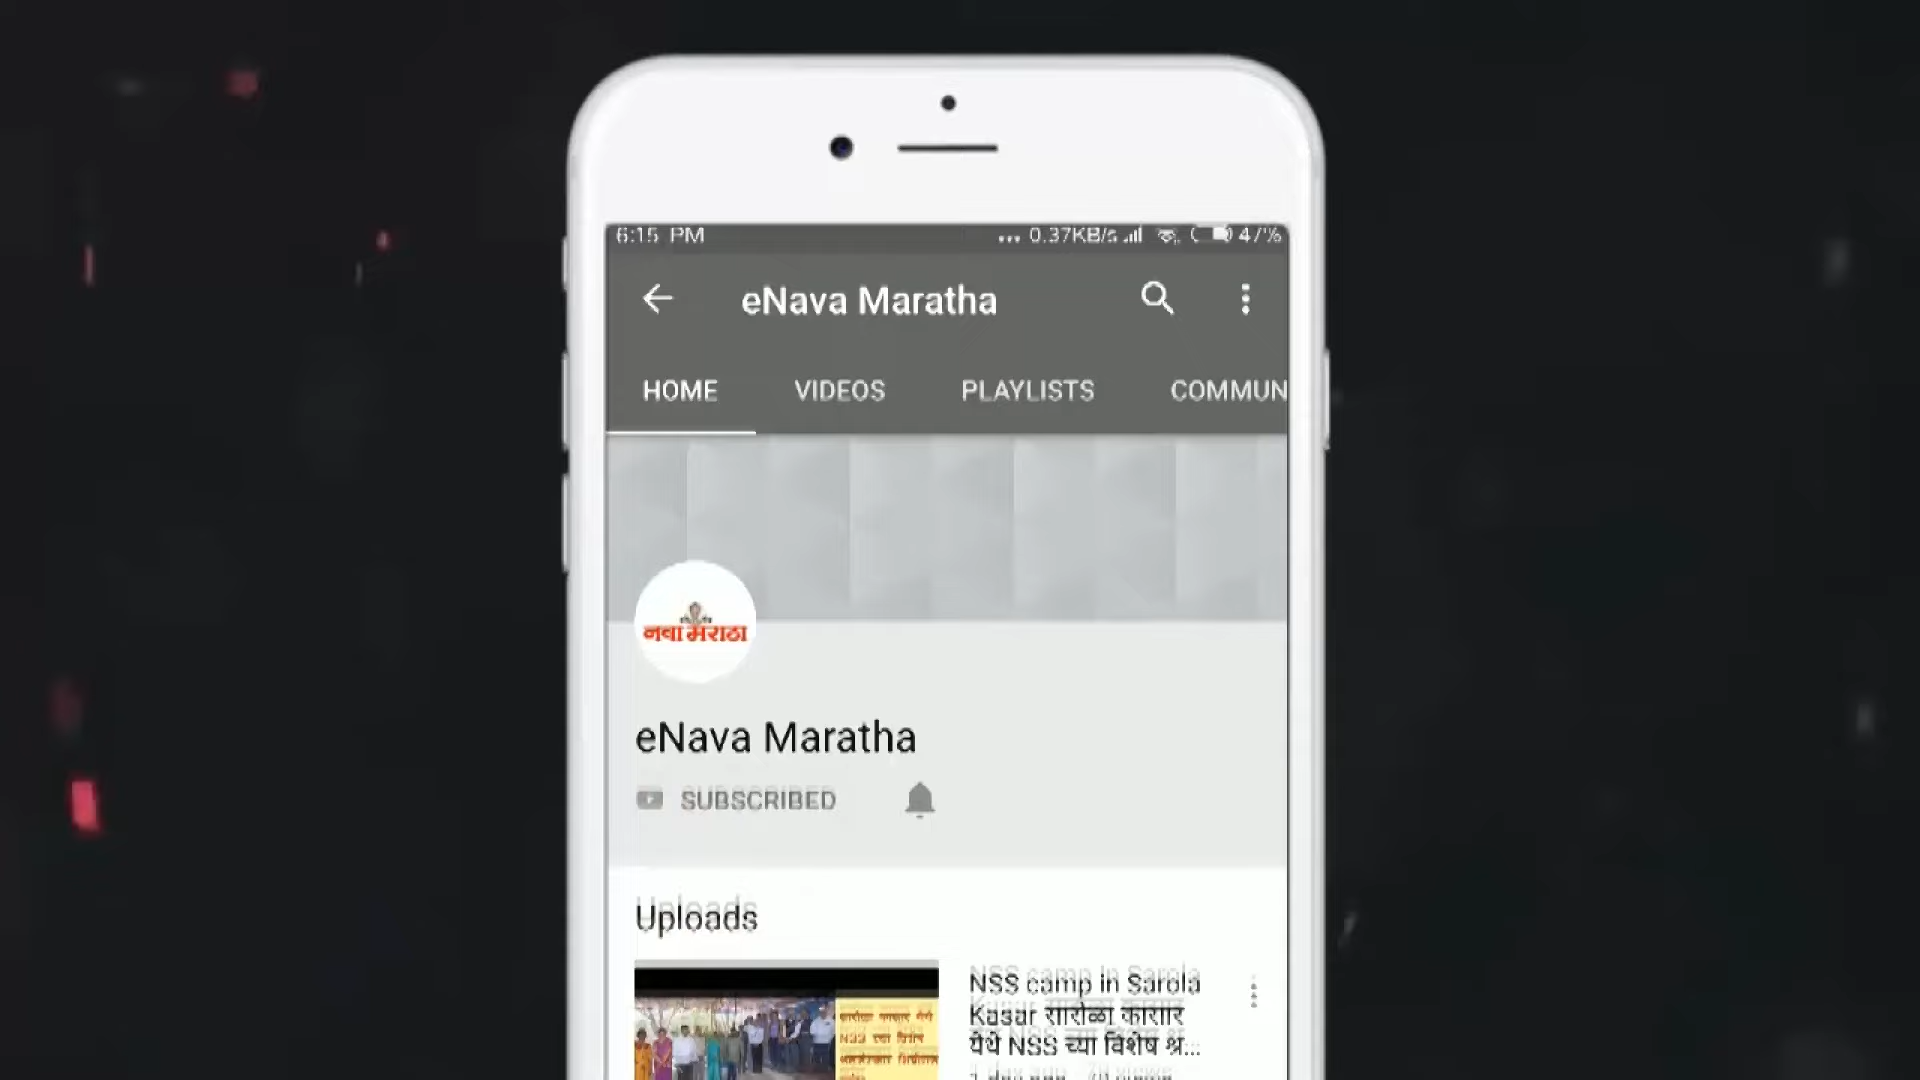 6:15 PM
... 0.37KB/s 47%
eNava Maratha
HOME VIDEOS PLAYLISTS COMMUN
नवा मराठा
eNava Maratha
SUBSCRIBED
Uploads
NSS camp in Sarola
Kasar सारोळा कासार
येथे NSS च्या विशेष श्र...